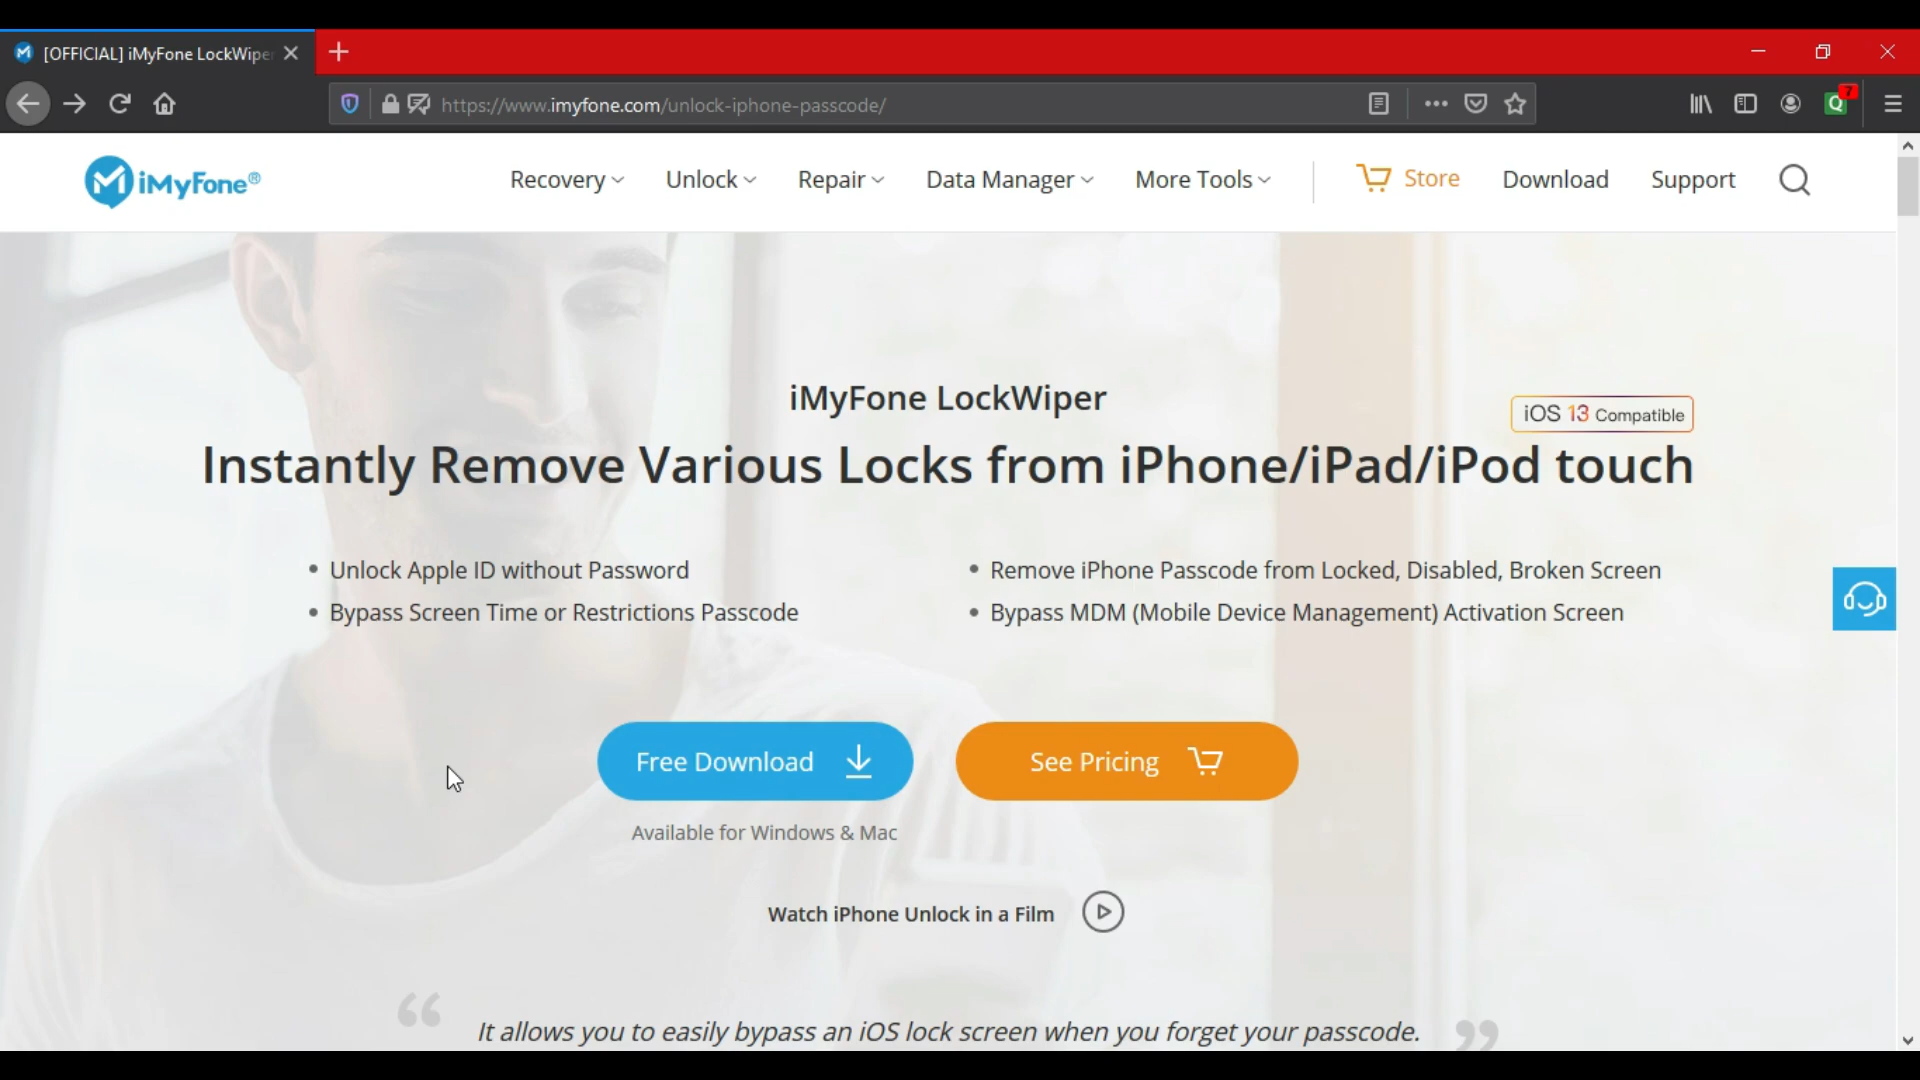 [OFFICIAL] iMyFone LockWiper
https://www.imyfone.com/unlock-iphone-passcode/
Q 7
iMyFone®
Recovery Unlock Repair Data Manager More Tools Store Download Support
iMyFone LockWiper
iOS 13 Compatible
Instantly Remove Various Locks from iPhone/iPad/iPod touch
• Unlock Apple ID without Password
• Bypass Screen Time or Restrictions Passcode
• Remove iPhone Passcode from Locked, Disabled, Broken Screen
• Bypass MDM (Mobile Device Management) Activation Screen
Free Download
See Pricing
Available for Windows & Mac
Watch iPhone Unlock in a Film
“ It allows you to easily bypass an iOS lock screen when you forget your passcode. ”